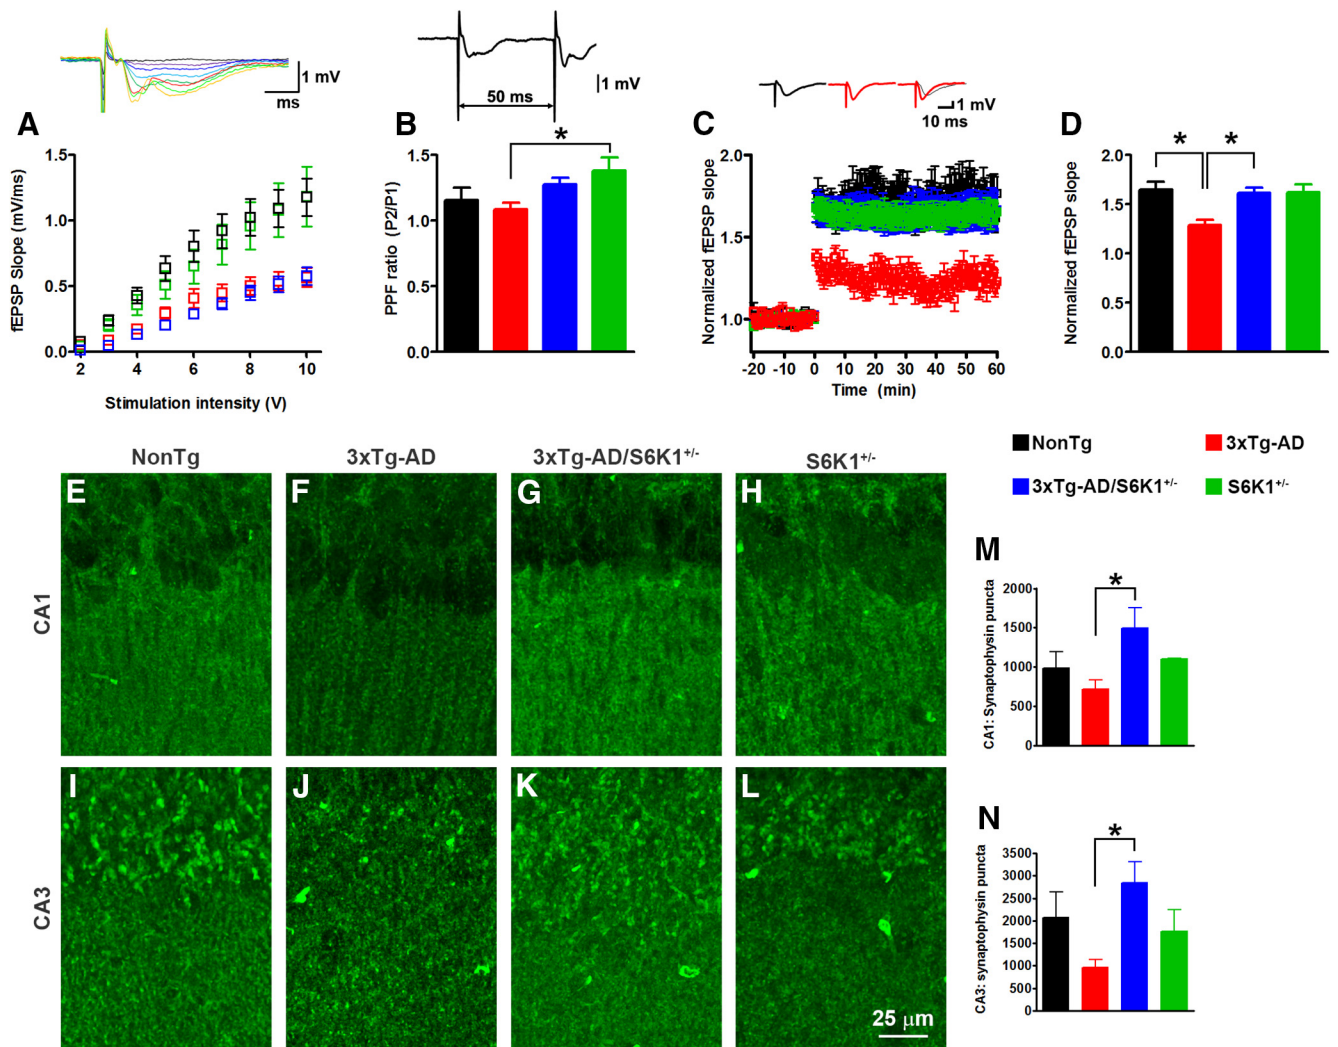 1 mV
ms
50 ms
1 mV
1 mV
10 ms
A
fEPSP Slope (mV/ms)
1.5
1.0
0.5
0.0
2 4 6 8 10
Stimulation intensity (V)
B
*
PPF ratio (P2/P1)
1.5
1.0
0.5
0.0
C
Normalized fEPSP slope
2.0
1.5
1.0
-20 -10 0 10 20 30 40 50 60
Time (min)
D
* *
Normalized fEPSP slope
2.0
1.5
1.0
0.5
0.0
NonTg
3xTg-AD
3xTg-AD/S6K1+/-
S6K1+/-
NonTg
3xTg-AD
3xTg-AD/S6K1+/-
S6K1+/-
CA1
E
F
G
H
CA3
I
J
K
L
25 µm
M
*
CA1: Synaptophysin puncta
2000
1500
1000
500
0
N
*
CA3: synaptophysin puncta
3500
3000
2500
2000
1500
1000
500
0